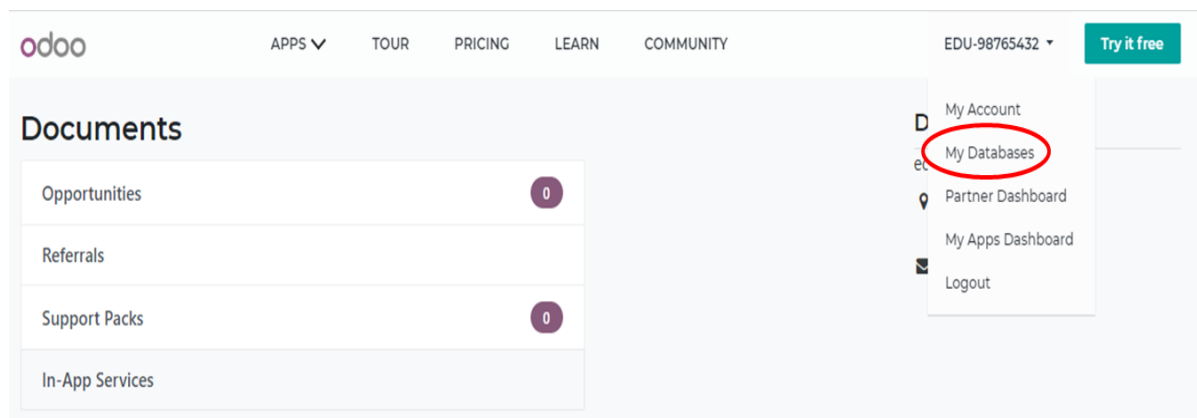 odoo APPS TOUR PRICING LEARN COMMUNITY EDU-98765432 Try it free
Documents
Opportunities 0
Referrals
Support Packs 0
In-App Services
D
My Account
My Databases
Partner Dashboard
My Apps Dashboard
Logout